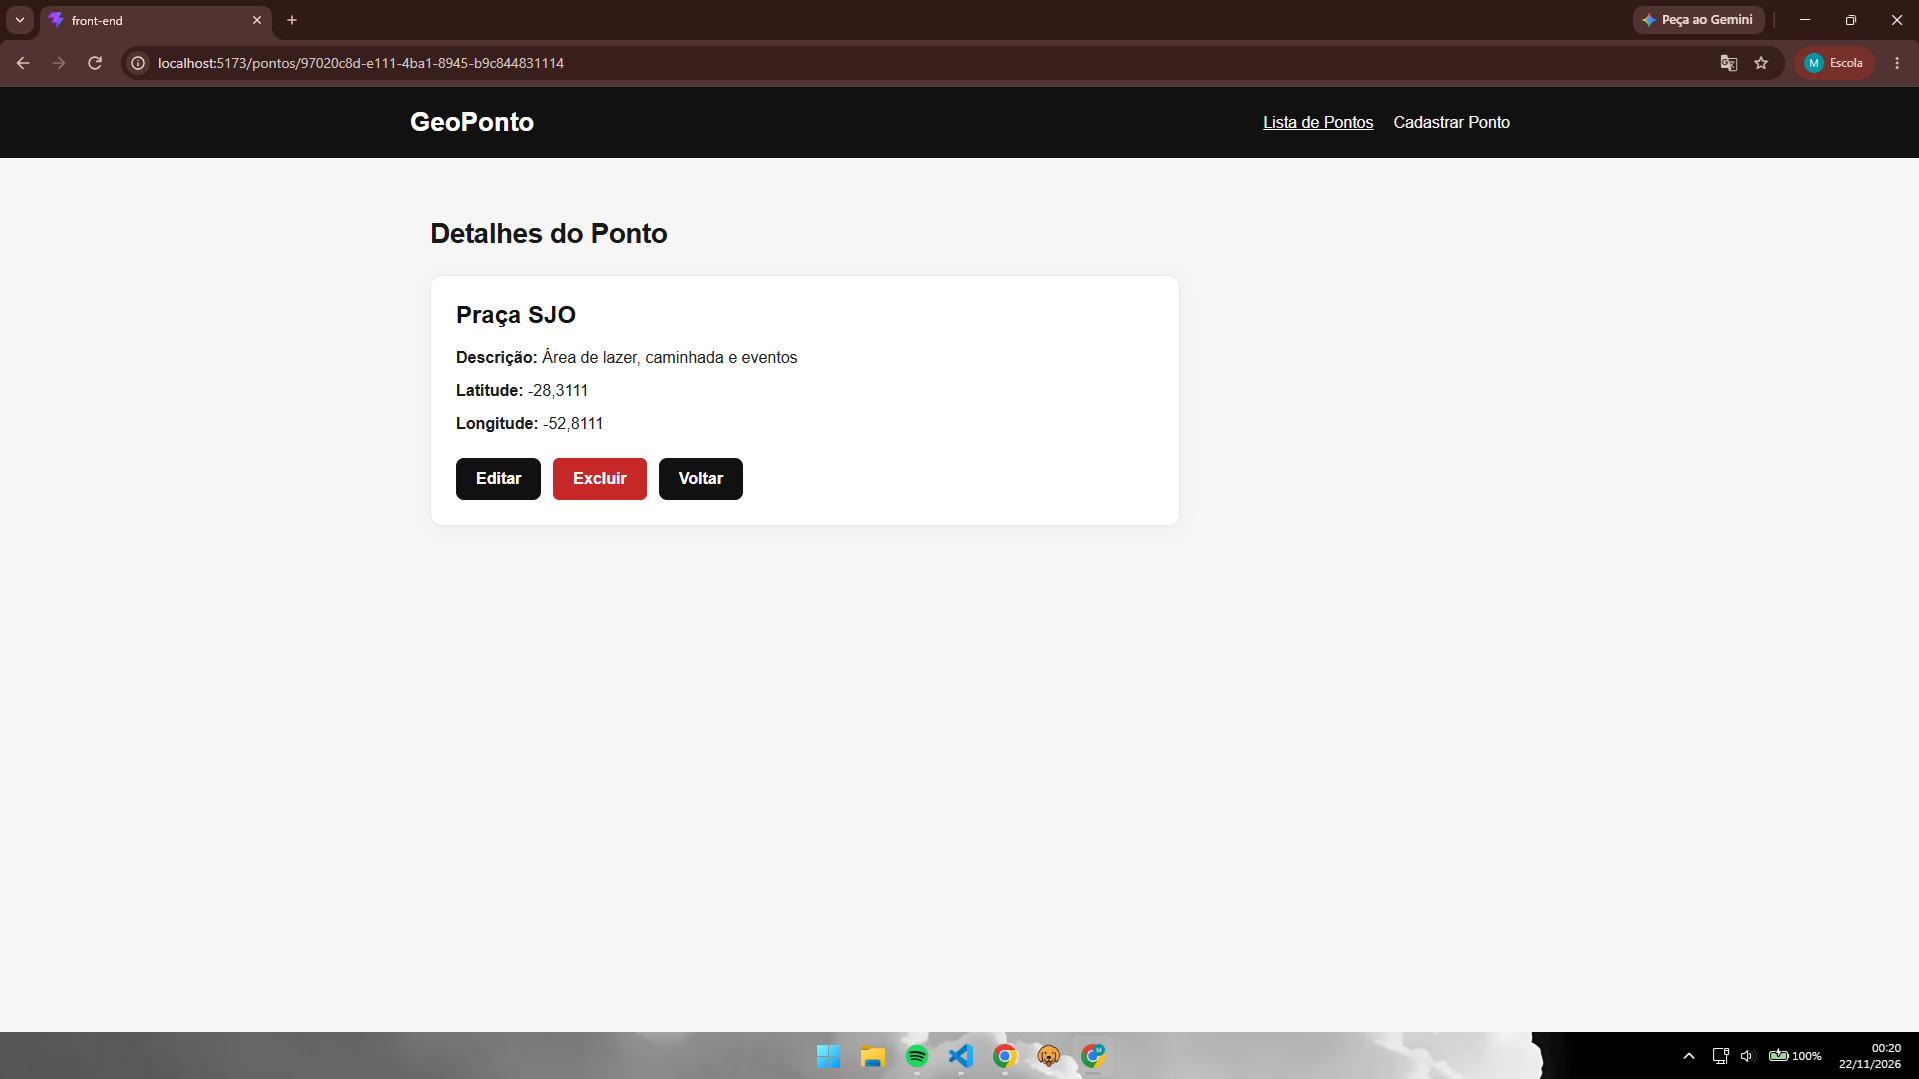 front-end
Peça ao Gemini
localhost:5173/pontos/97020c8d-e111-4ba1-8945-b9c844831114
M Escola
GeoPonto
Lista de Pontos
Cadastrar Ponto
Detalhes do Ponto
Praça SJO
Descrição: Área de lazer, caminhada e eventos
Latitude: -28,3111
Longitude: -52,8111
Editar
Excluir
Voltar
M
100%
00:20
22/11/2026